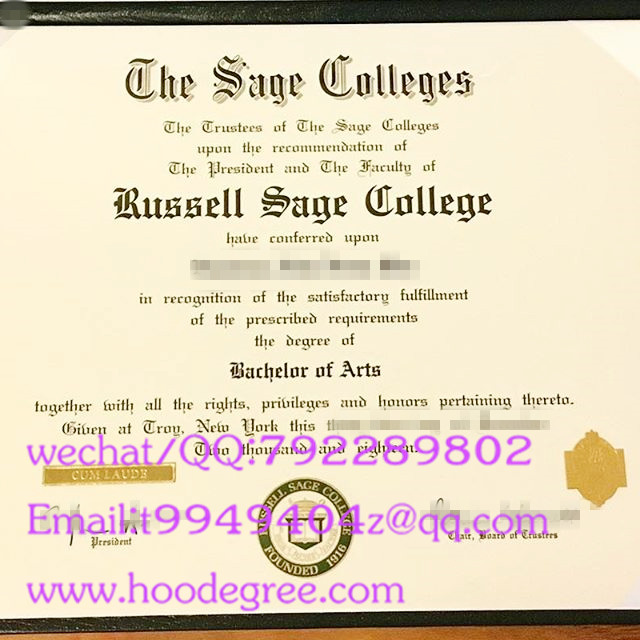 The Sage Colleges
The Trustees of The Sage Colleges
upon the recommendation of
The President and The Faculty of
Russell Sage College
have conferred upon
in recognition of the satisfactory fulfillment
of the prescribed requirements
the degree of
Bachelor of Arts
together with all the rights, privileges and honors pertaining thereto.
Given at Troy, New York this
Two thousand and eighteen.
wechat/QQ:792289802
CUM LAUDE
RUSSELL SAGE COLLEGE
FOUNDED 1916
Email:t9949404z@qq.com
President
Chair, Board of Trustees
www.hoodegree.com